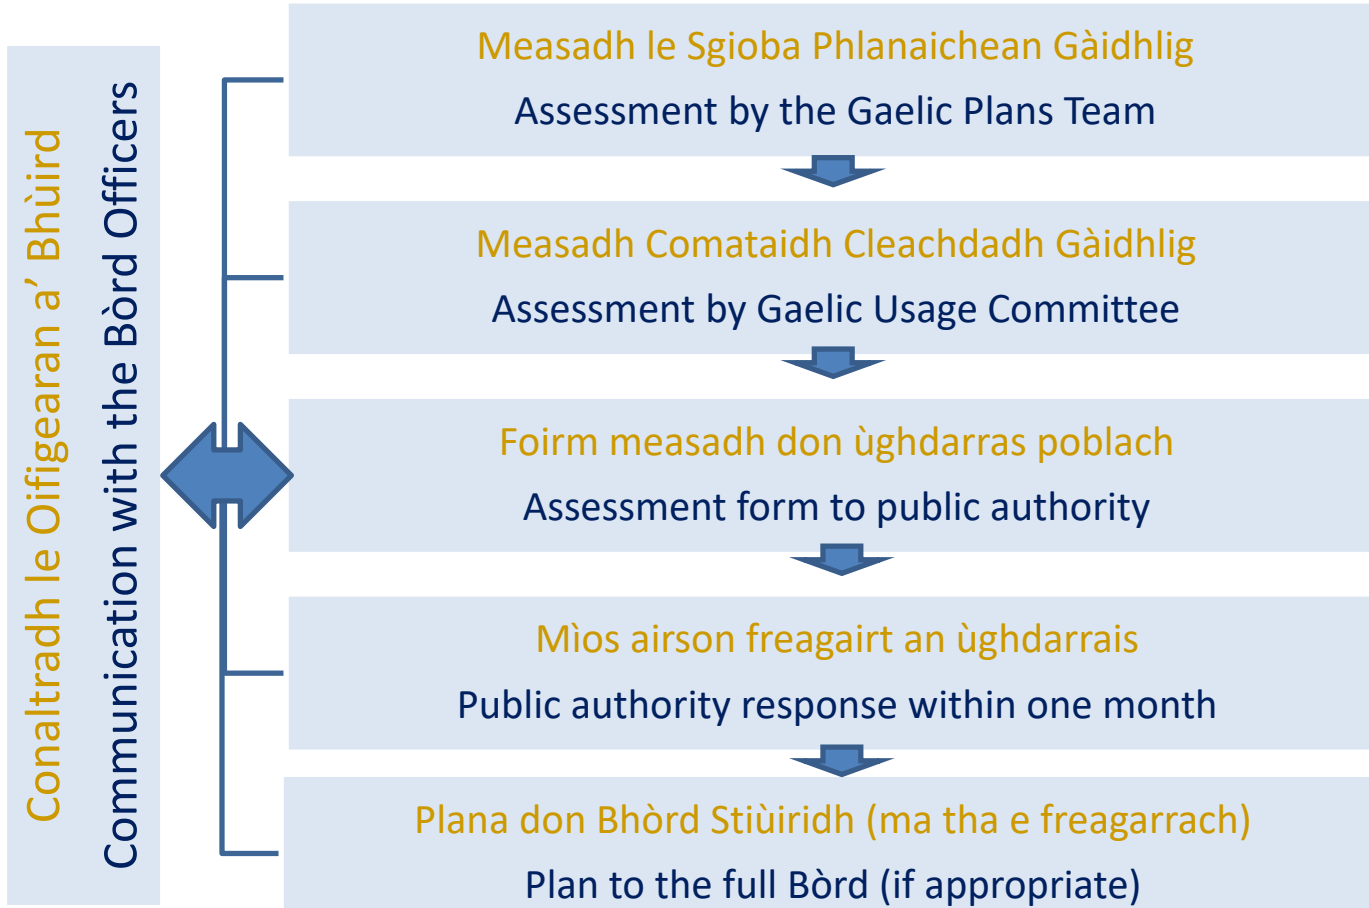 Conaltradh le Oifigearan a’ Bhùird
Communication with the Bòrd Officers
Measadh le Sgioba Phlanaichean Gàidhlig
Assessment by the Gaelic Plans Team
Measadh Comataidh Cleachdadh Gàidhlig
Assessment by Gaelic Usage Committee
Foirm measadh don ùghdarras poblach
Assessment form to public authority
Mìos airson freagairt an ùghdarrais
Public authority response within one month
Plana don Bhòrd Stiùiridh (ma tha e freagarrach)
Plan to the full Bòrd (if appropriate)